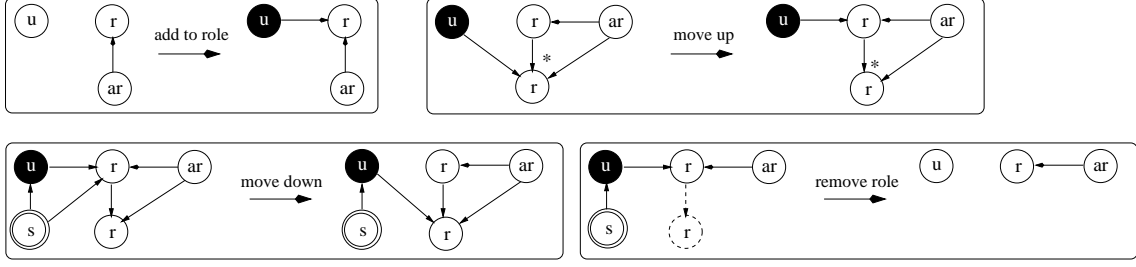 u r add to role u r
ar ar
u r ar move up u r ar
* *
r r
u r ar move down u r ar
s r s r
u r ar remove role u r ar
s r